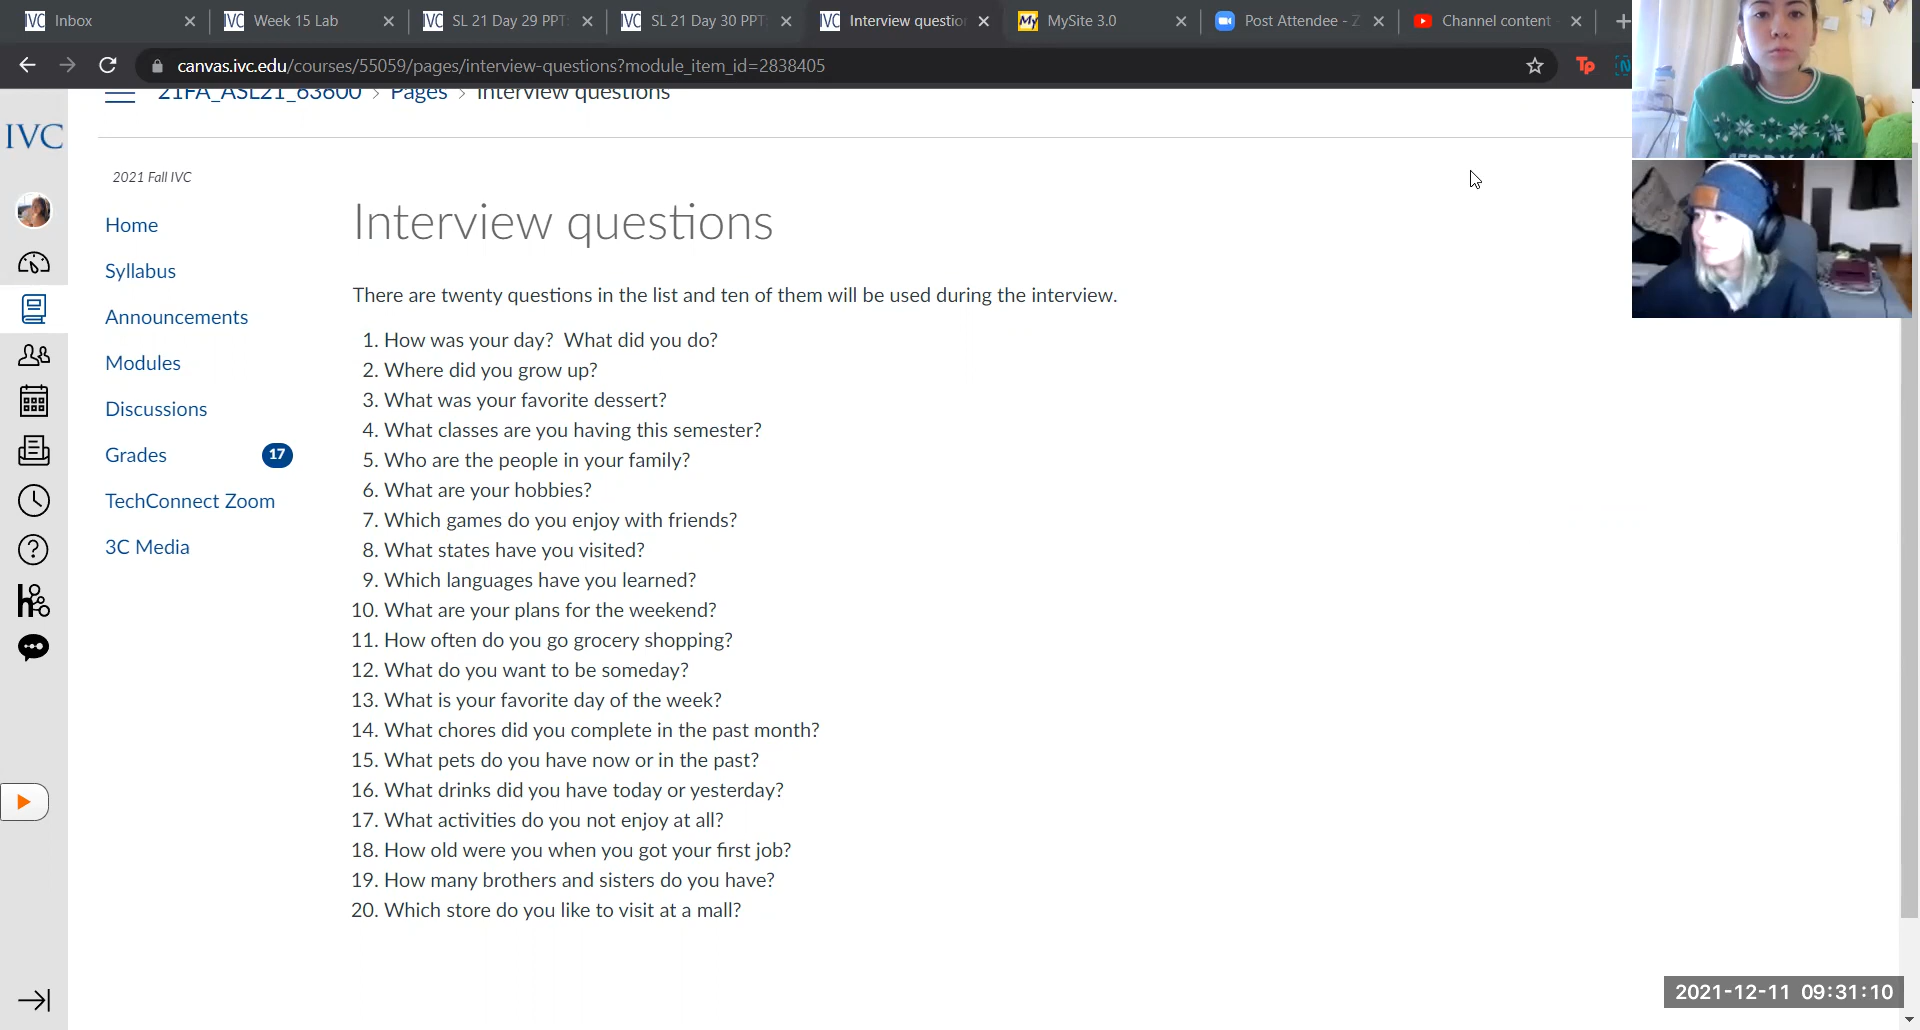 Inbox
Week 15 Lab
SL 21 Day 29 PPT
SL 21 Day 30 PPT
Interview questio
MySite 3.0
Post Attendee - Z
Channel content
canvas.ivc.edu/courses/55059/pages/interview-questions?module_item_id=2838405
21FA_ASL21_63600 > Pages > Interview questions
IVC
2021 Fall IVC
Home
Syllabus
Announcements
Modules
Discussions
Grades 17
TechConnect Zoom
3C Media
Interview questions
There are twenty questions in the list and ten of them will be used during the interview.
1. How was your day?  What did you do?
2. Where did you grow up?
3. What was your favorite dessert?
4. What classes are you having this semester?
5. Who are the people in your family?
6. What are your hobbies?
7. Which games do you enjoy with friends?
8. What states have you visited?
9. Which languages have you learned?
10. What are your plans for the weekend?
11. How often do you go grocery shopping?
12. What do you want to be someday?
13. What is your favorite day of the week?
14. What chores did you complete in the past month?
15. What pets do you have now or in the past?
16. What drinks did you have today or yesterday?
17. What activities do you not enjoy at all?
18. How old were you when you got your first job?
19. How many brothers and sisters do you have?
20. Which store do you like to visit at a mall?
2021-12-11 09:31:10